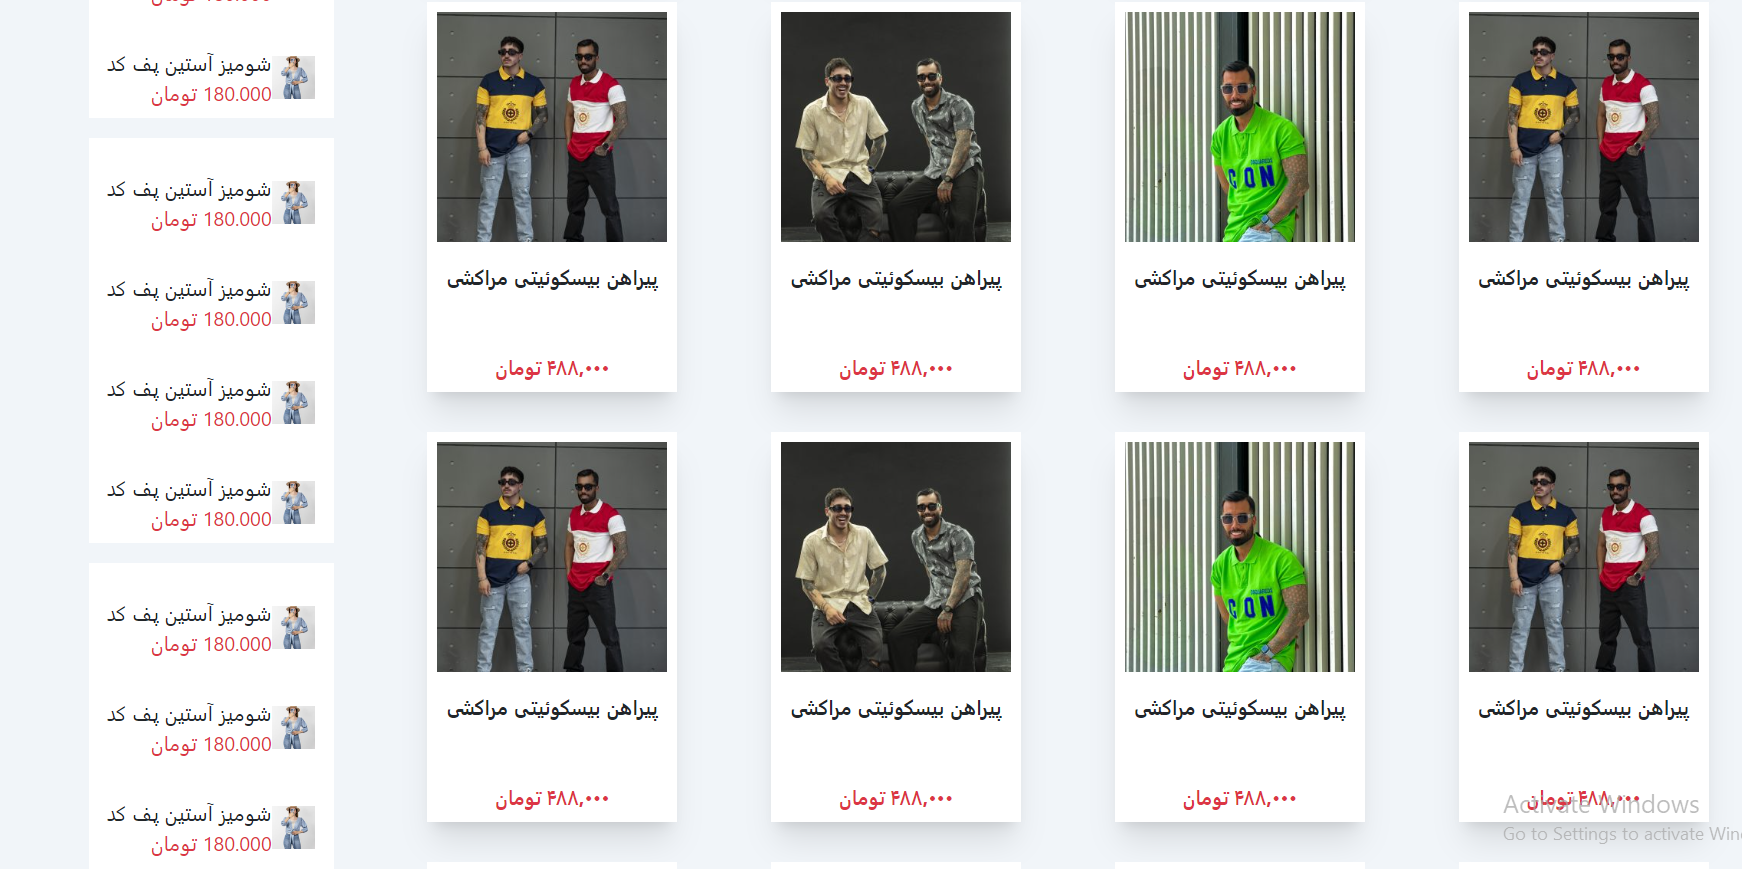 پیراهن بیسکوئیتی مراکشی
۴۸۸,۰۰۰ تومان
پیراهن بیسکوئیتی مراکشی
۴۸۸,۰۰۰ تومان
پیراهن بیسکوئیتی مراکشی
۴۸۸,۰۰۰ تومان
پیراهن بیسکوئیتی مراکشی
۴۸۸,۰۰۰ تومان
پیراهن بیسکوئیتی مراکشی
۴۸۸,۰۰۰ تومان
پیراهن بیسکوئیتی مراکشی
۴۸۸,۰۰۰ تومان
پیراهن بیسکوئیتی مراکشی
۴۸۸,۰۰۰ تومان
پیراهن بیسکوئیتی مراکشی
۴۸۸,۰۰۰ تومان
شومیز آستین پف کد
180.000 تومان
شومیز آستین پف کد
180.000 تومان
شومیز آستین پف کد
180.000 تومان
شومیز آستین پف کد
180.000 تومان
شومیز آستین پف کد
180.000 تومان
شومیز آستین پف کد
180.000 تومان
شومیز آستین پف کد
180.000 تومان
شومیز آستین پف کد
180.000 تومان
ICON
ICON
Activate Windows
Go to Settings to activate Win